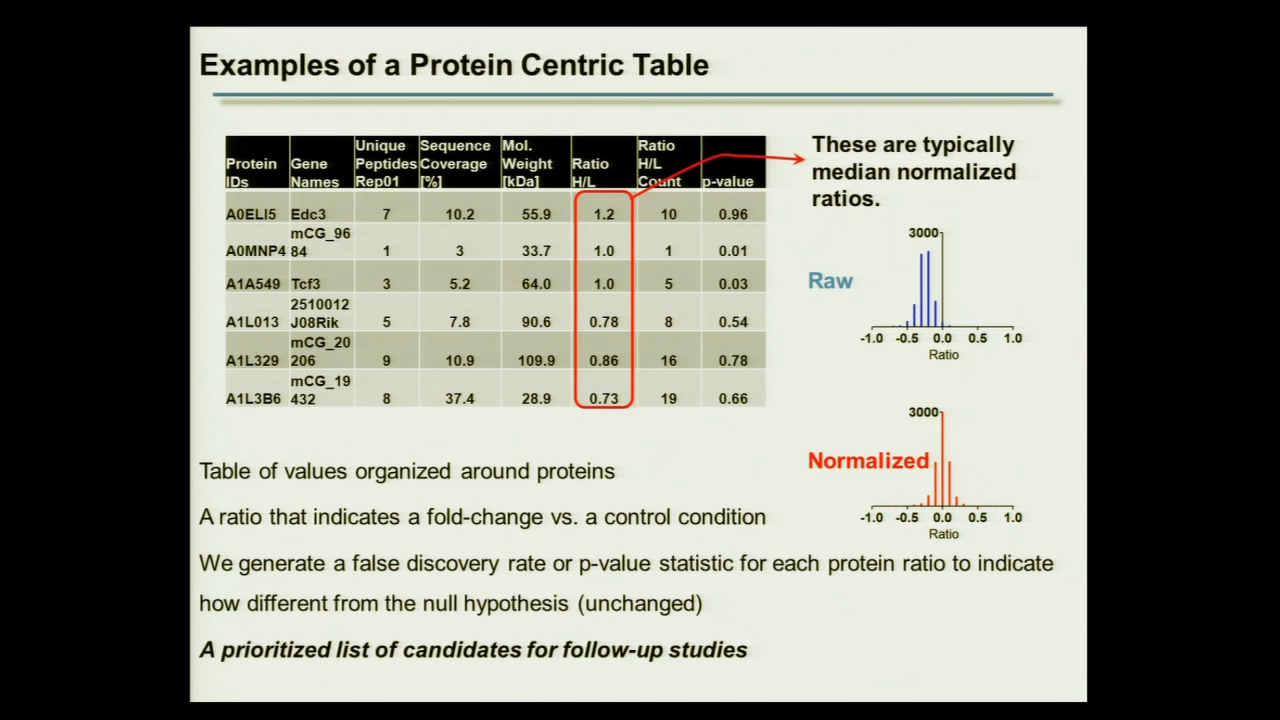 Examples of a Protein Centric Table
Protein IDs Gene Names Unique Peptides Rep01 Sequence Coverage [%] Mol. Weight [kDa] Ratio H/L Ratio H/L Count p-value
A0ELI5 Edc3 7 10.2 55.9 1.2 10 0.96
A0MNP4 mCG_9684 1 3 33.7 1.0 1 0.01
A1A549 Tcf3 3 5.2 64.0 1.0 5 0.03
A1L013 2510012J08Rik 5 7.8 90.6 0.78 8 0.54
A1L329 mCG_20206 9 10.9 109.9 0.86 16 0.78
A1L3B6 mCG_19432 8 37.4 28.9 0.73 19 0.66
These are typically
median normalized
ratios.
3000
Raw
-1.0 -0.5 0.0 0.5 1.0
Ratio
3000
Normalized
-1.0 -0.5 0.0 0.5 1.0
Ratio
Table of values organized around proteins
A ratio that indicates a fold-change vs. a control condition
We generate a false discovery rate or p-value statistic for each protein ratio to indicate
how different from the null hypothesis (unchanged)
A prioritized list of candidates for follow-up studies